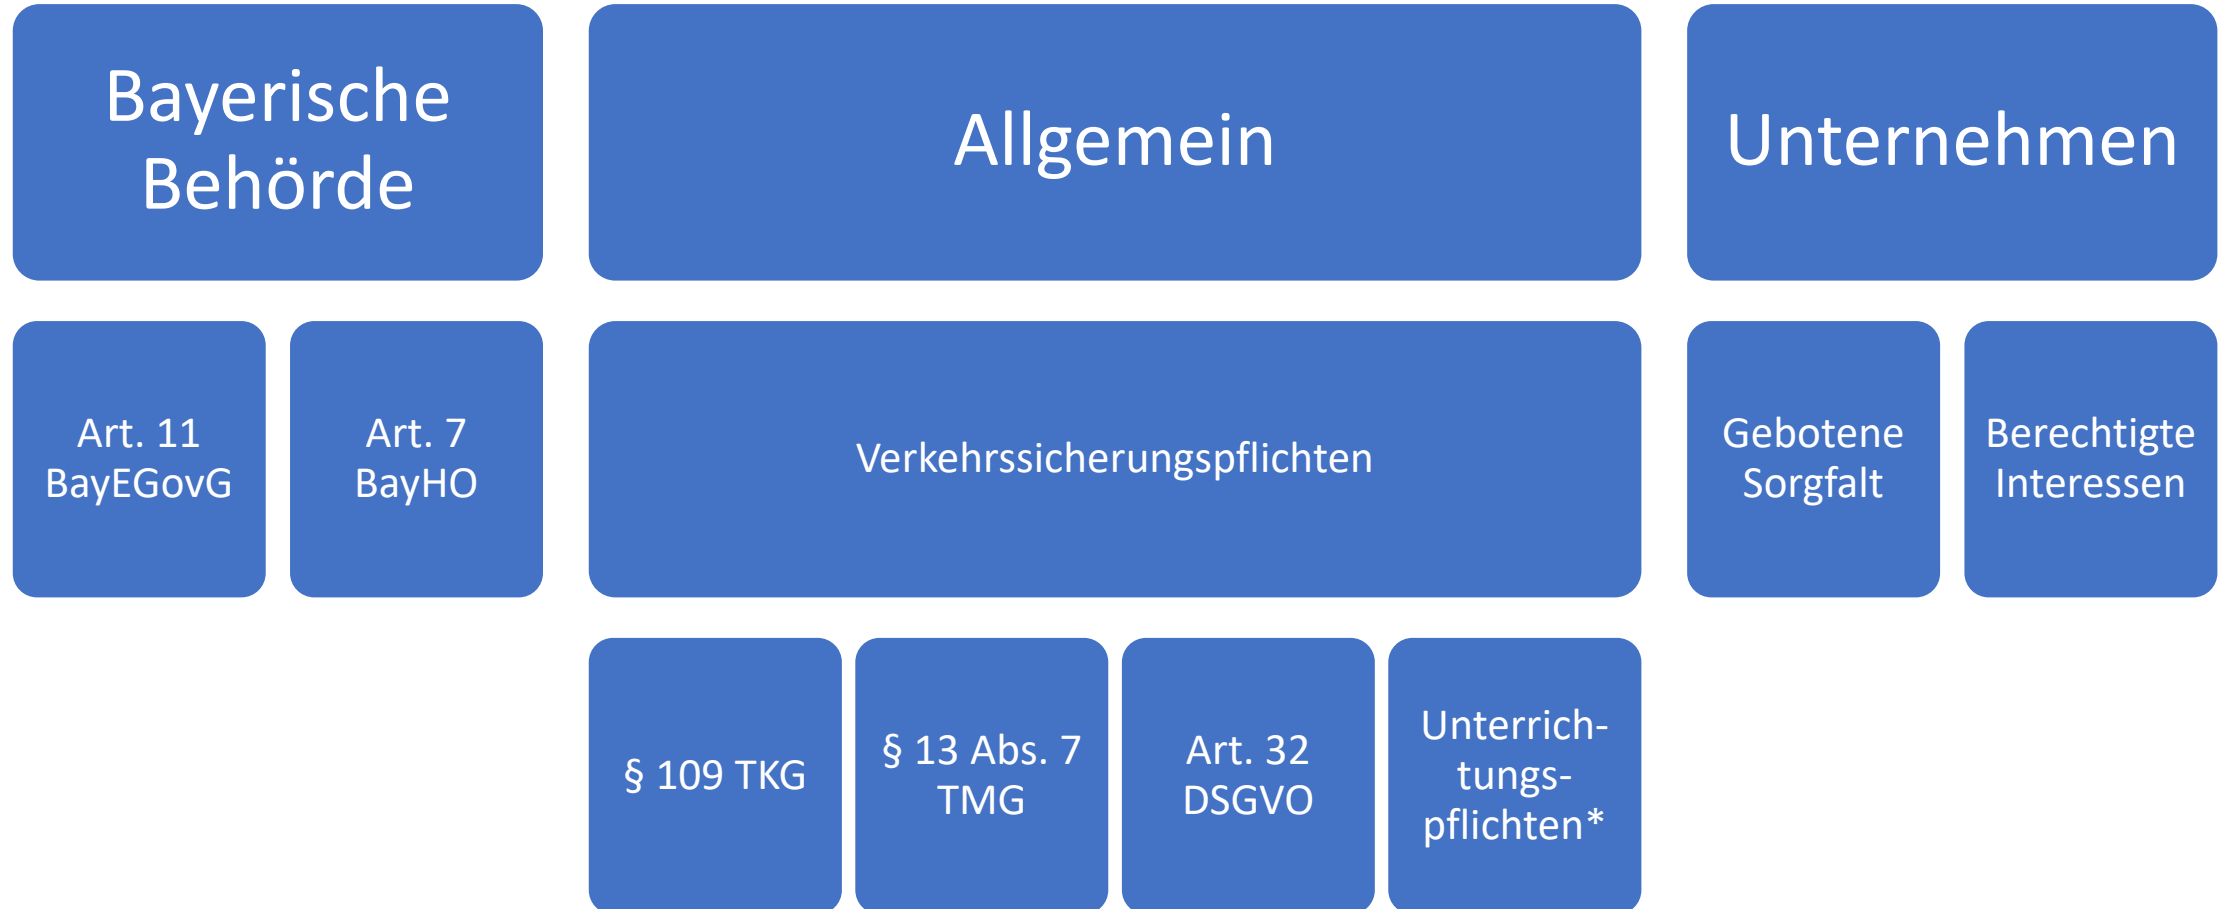 Bayerische
Behörde
Allgemein
Unternehmen
Art. 11
BayEGovG
Art. 7
BayHO
Verkehrssicherungspflichten
Gebotene
Sorgfalt
Berechtigte
Interessen
§ 109 TKG
§ 13 Abs. 7
TMG
Art. 32
DSGVO
Unterrich-
tungs-
pflichten*